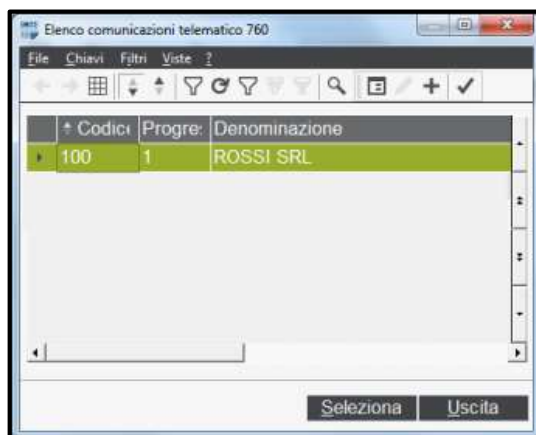 Elenco comunicazioni telematico 760
File Chiavi Filtri Viste ?
Codic Progre: Denominazione
100 1 ROSSI SRL
Seleziona Uscita